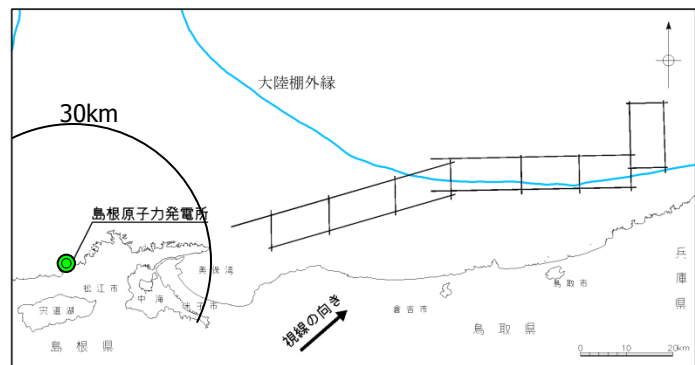 大陸棚外縁
30km
島根原子力発電所
美保湾
松江市
中海
米子市
宍道湖
島根県
視線の向き
倉吉市
鳥取市
鳥取県
兵庫県
0 10 20km